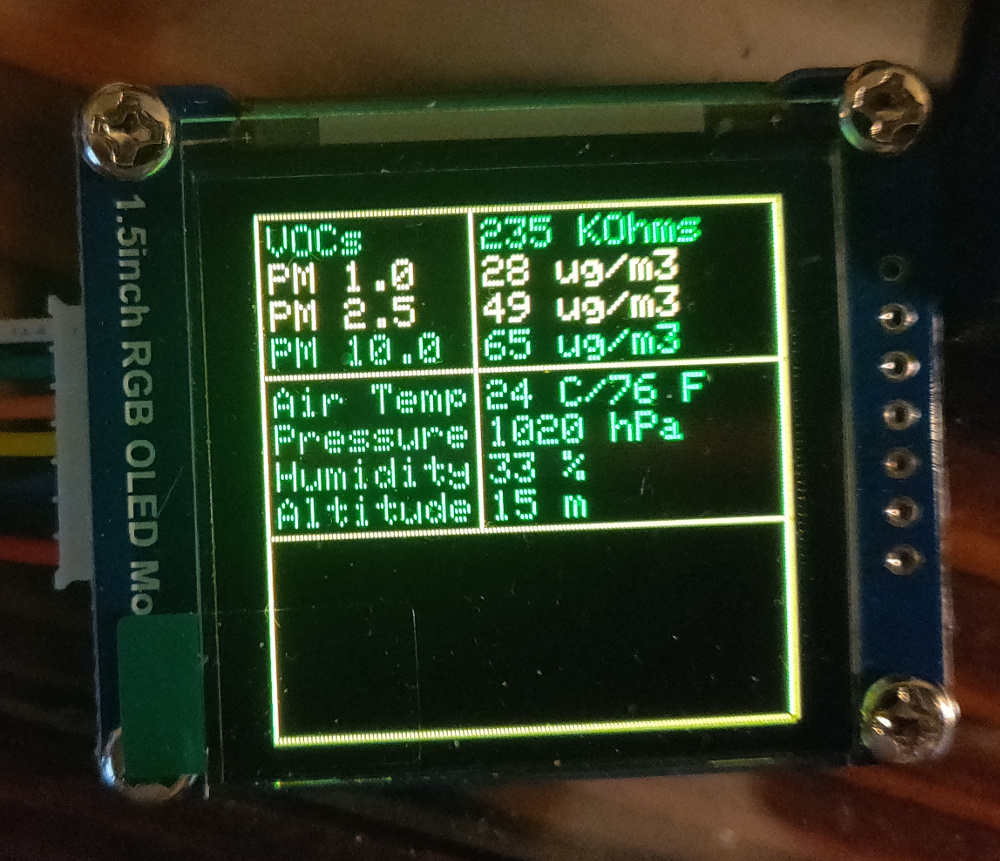 1.5inch RGB OLED Mo
VOCs 235 KOhms
PM 1.0 28 ug/m3
PM 2.5 49 ug/m3
PM 10.0 65 ug/m3
Air Temp 24 C/76 F
Pressure 1020 hPa
Humidity 33 %
Altitude 15 m